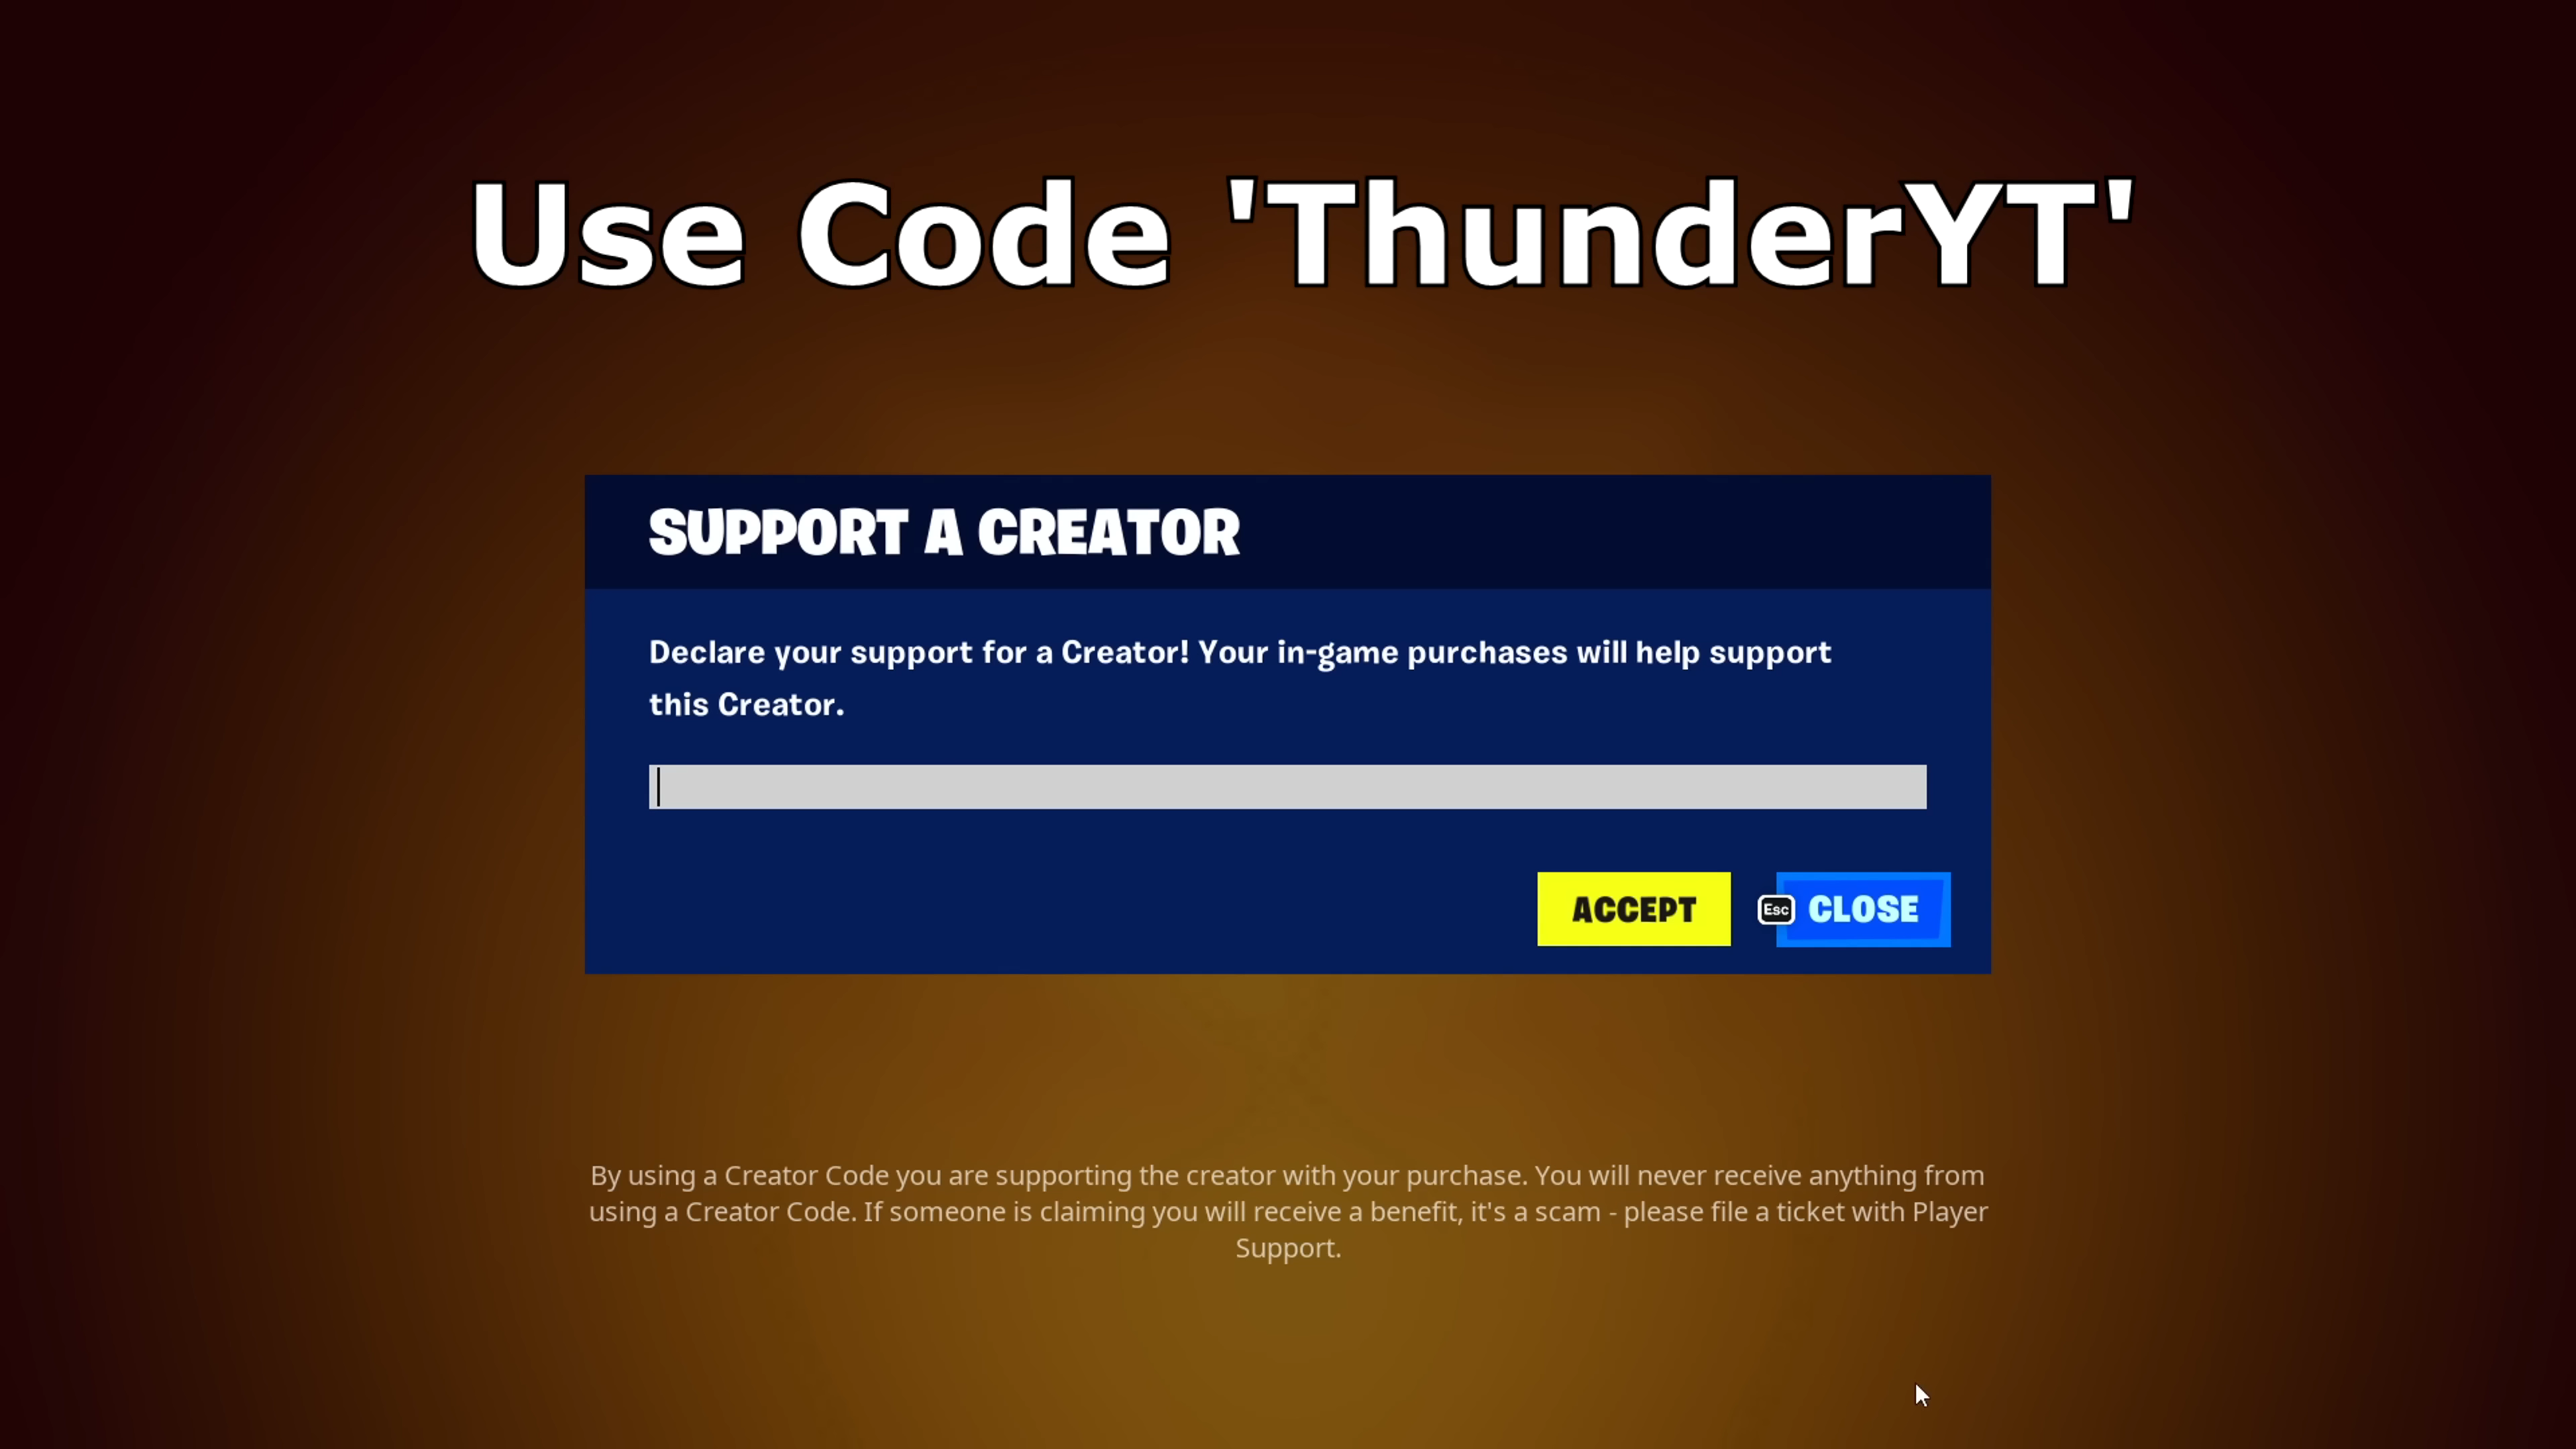 Use Code 'ThunderYT'
SUPPORT A CREATOR
Declare your support for a Creator! Your in-game purchases will help support
this Creator.
ACCEPT
Esc CLOSE
By using a Creator Code you are supporting the creator with your purchase. You will never receive anything from
using a Creator Code. If someone is claiming you will receive a benefit, it's a scam - please file a ticket with Player
Support.